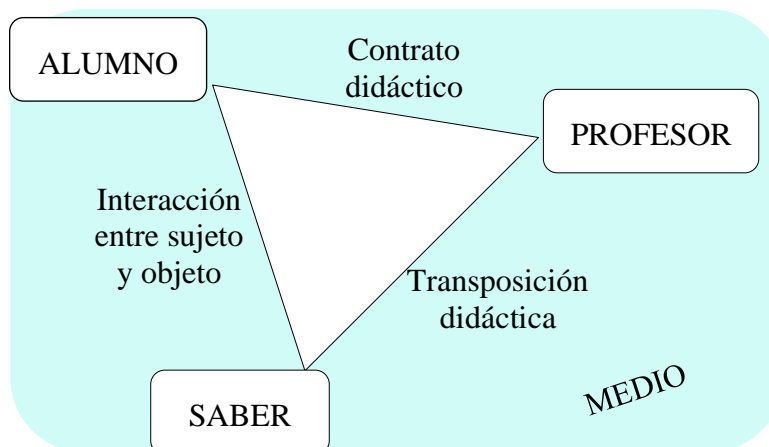 ALUMNO
Contrato
didáctico
PROFESOR
Interacción
entre sujeto
y objeto
Transposición
didáctica
MEDIO
SABER